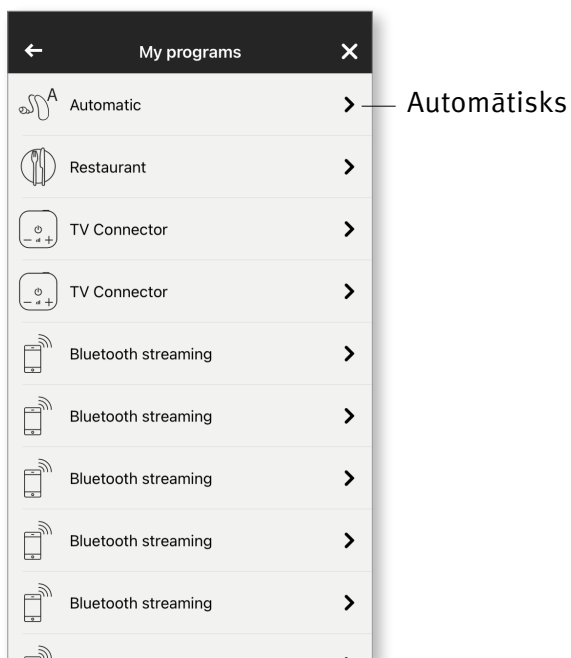 My programs
A
Automatic
Automātisks
Restaurant
TV Connector
TV Connector
Bluetooth streaming
Bluetooth streaming
Bluetooth streaming
Bluetooth streaming
Bluetooth streaming